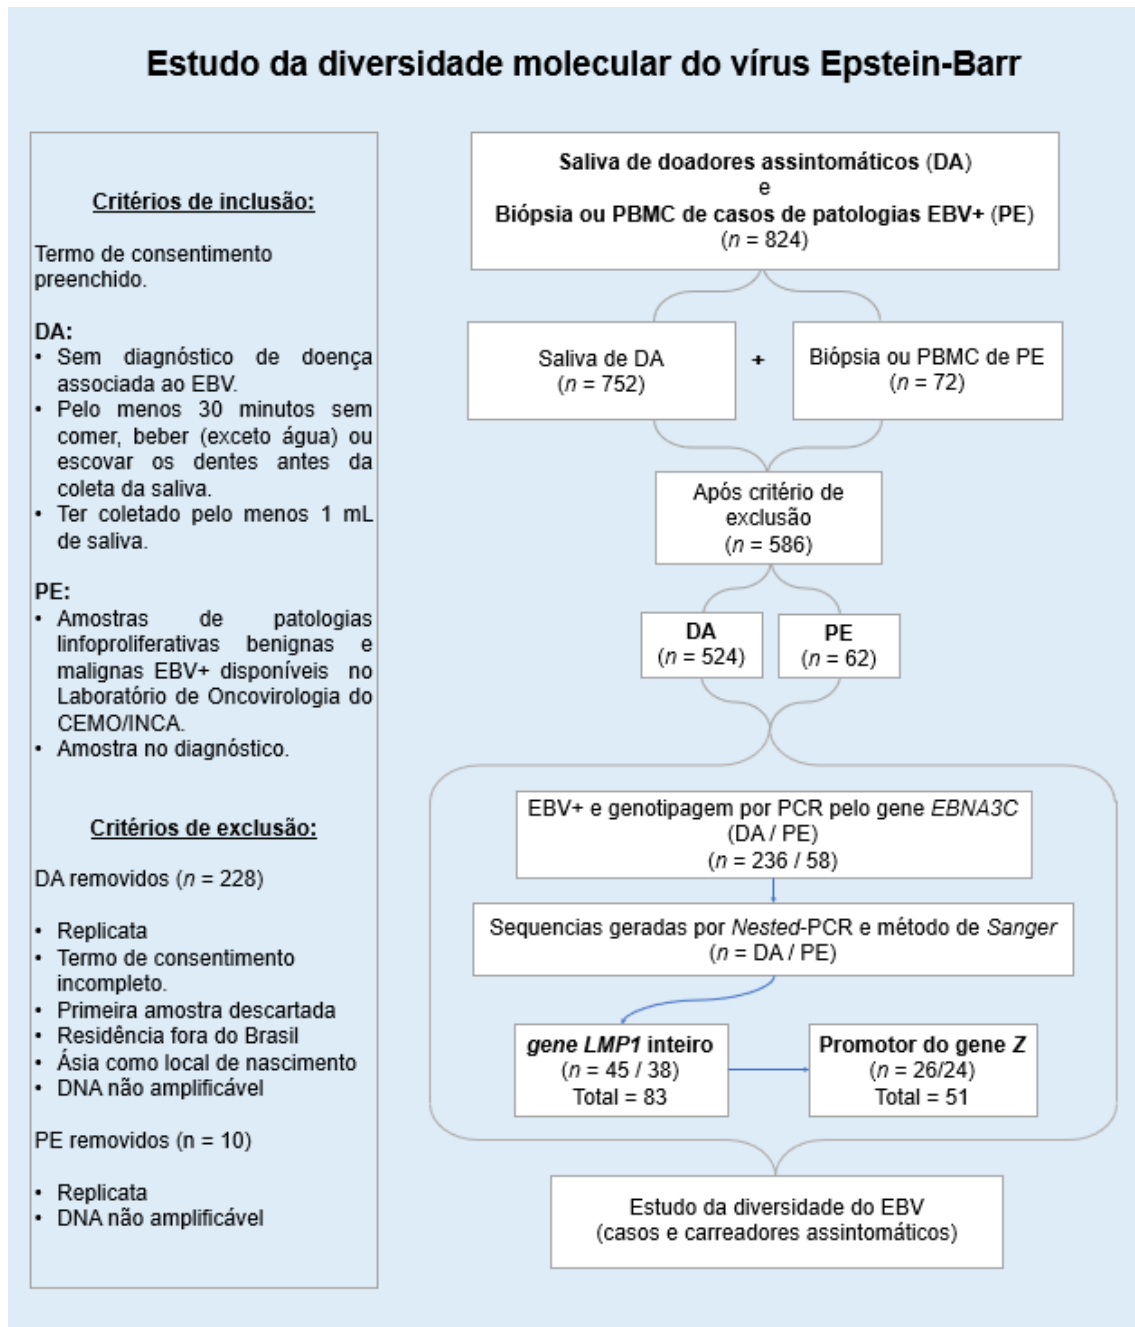 Estudo da diversidade molecular do vírus Epstein-Barr
Critérios de inclusão:
Termo de consentimento
preenchido.
DA:
• Sem diagnóstico de doença
associada ao EBV.
• Pelo menos 30 minutos sem
comer, beber (exceto água) ou
escovar os dentes antes da
coleta da saliva.
• Ter coletado pelo menos 1 mL
de saliva.
PE:
• Amostras de patologias
linfoproliferativas benignas e
malignas EBV+ disponíveis no
Laboratório de Oncovirologia do
CEMO/INCA.
• Amostra no diagnóstico.
Critérios de exclusão:
DA removidos (n = 228)
• Replicata
• Termo de consentimento
incompleto.
• Primeira amostra descartada
• Residência fora do Brasil
• Ásia como local de nascimento
• DNA não amplificável
PE removidos (n = 10)
• Replicata
• DNA não amplificável
Saliva de doadores assintomáticos (DA)
e
Biópsia ou PBMC de casos de patologias EBV+ (PE)
(n = 824)
Saliva de DA
(n = 752)
+
Biópsia ou PBMC de PE
(n = 72)
Após critério de
exclusão
(n = 586)
DA
(n = 524)
PE
(n = 62)
EBV+ e genotipagem por PCR pelo gene EBNA3C
(DA / PE)
(n = 236 / 58)
Sequencias geradas por Nested-PCR e método de Sanger
(n = DA / PE)
gene LMP1 inteiro
(n = 45 / 38)
Total = 83
Promotor do gene Z
(n = 26/24)
Total = 51
Estudo da diversidade do EBV
(casos e carreadores assintomáticos)